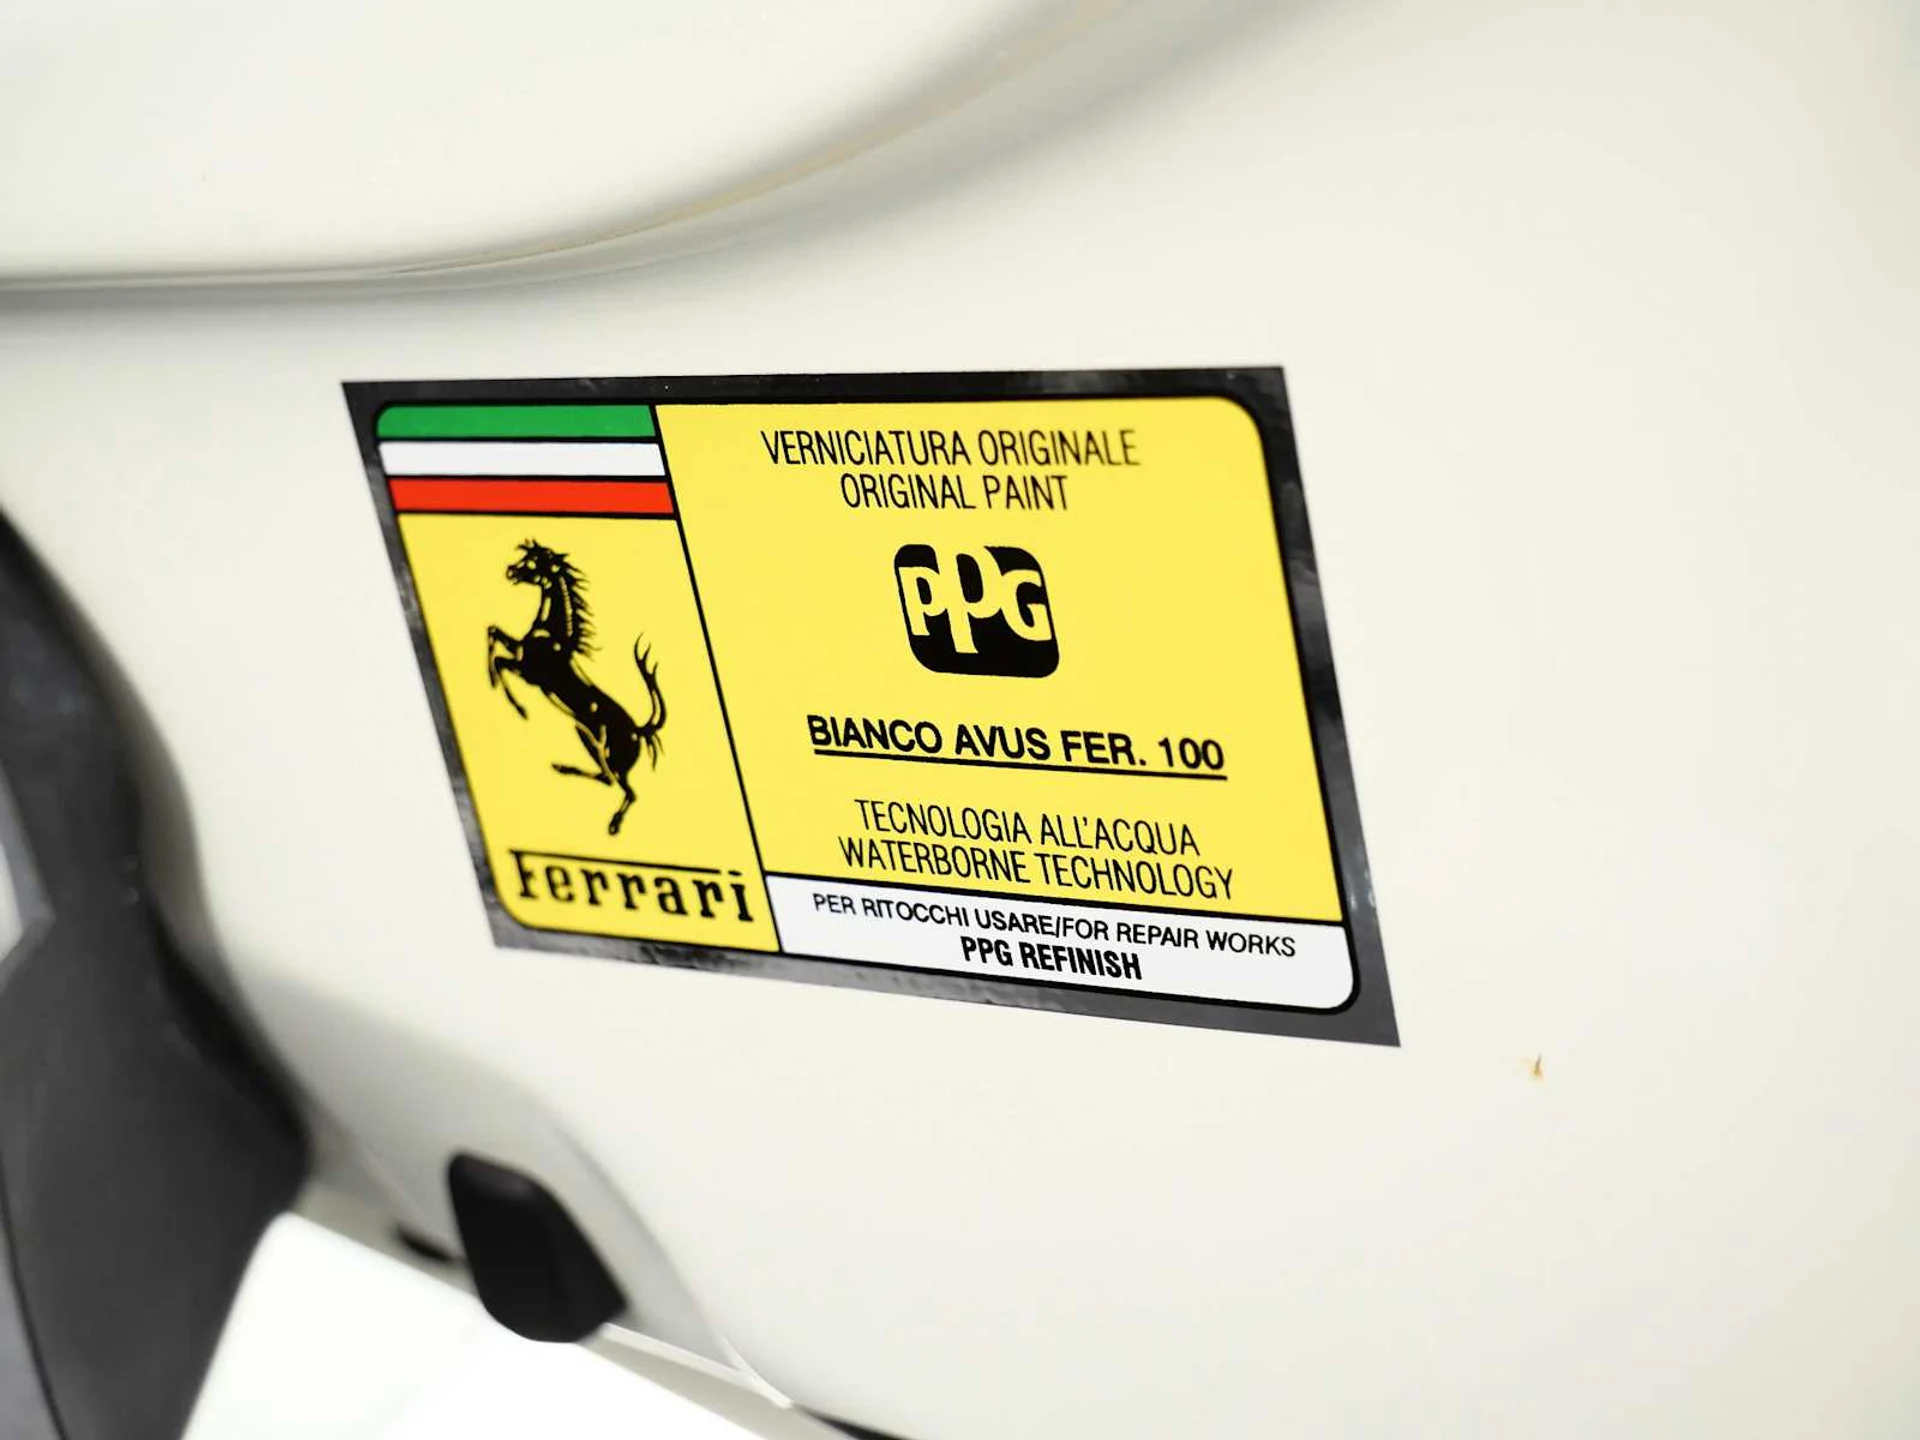 VERNICIATURA ORIGINALE
ORIGINAL PAINT
PPG
BIANCO AVUS FER. 100
TECNOLOGIA ALL'ACQUA
WATERBORNE TECHNOLOGY
Ferrari
PER RITOCCHI USARE/FOR REPAIR WORKS
PPG REFINISH